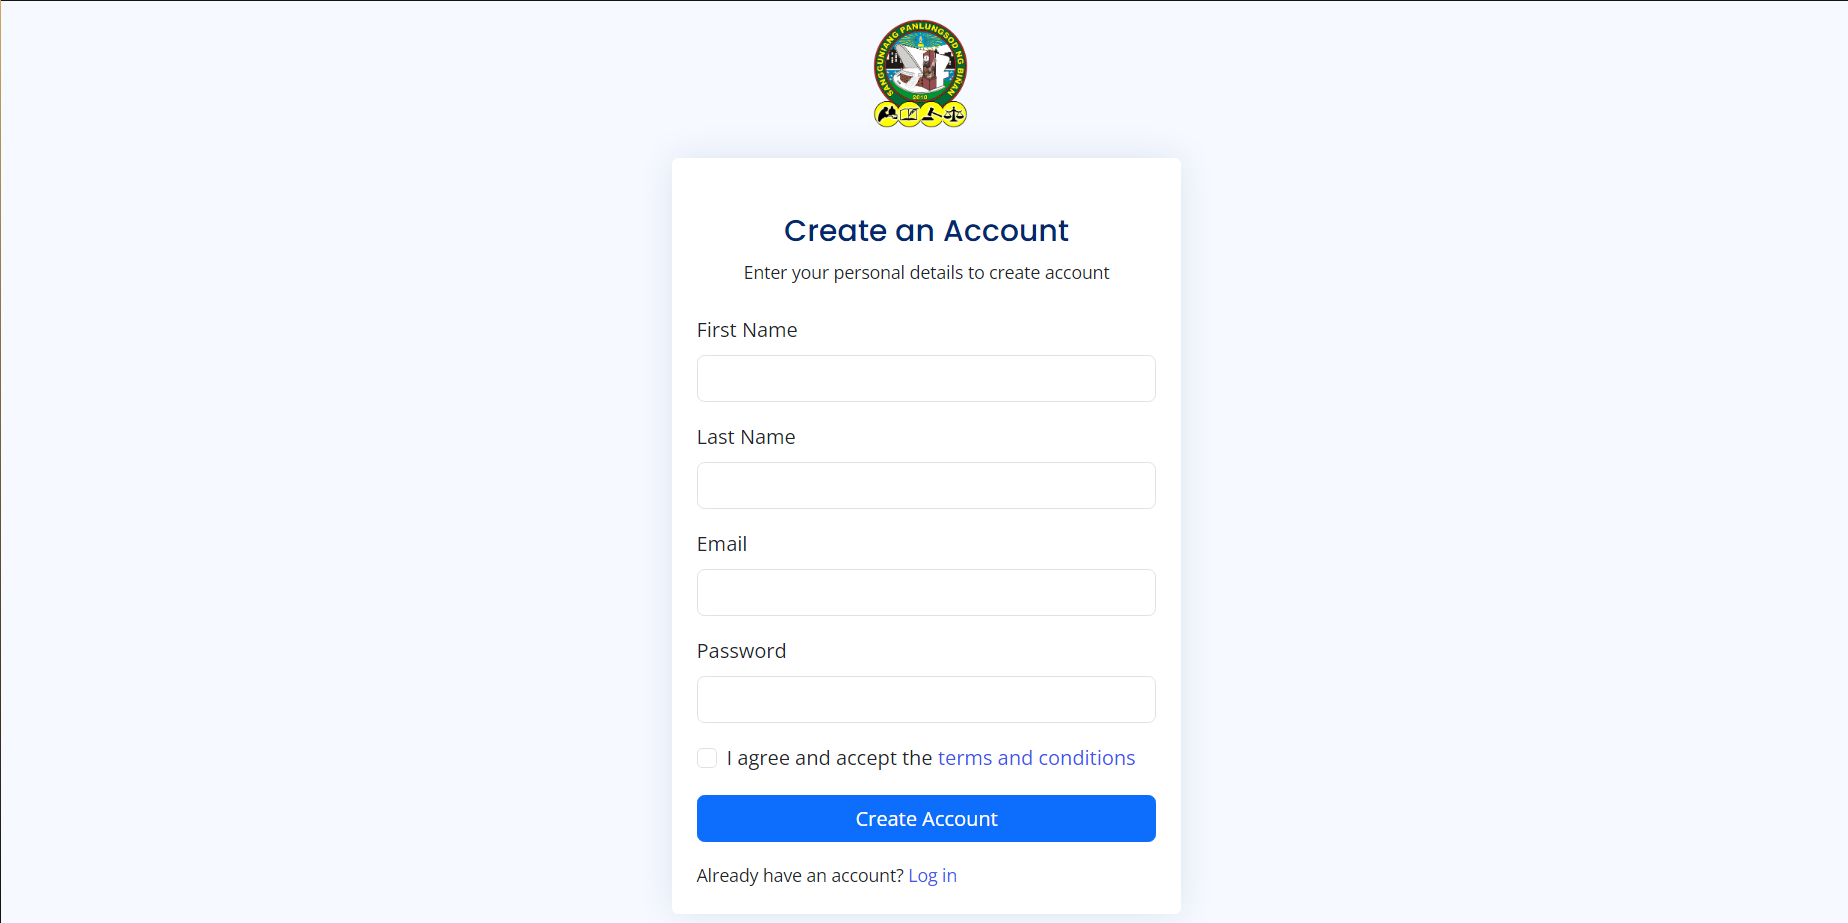 SANGGUNIANG PANLUNGSOD NG BIÑAN
2010
Create an Account
Enter your personal details to create account
First Name
Last Name
Email
Password
I agree and accept the terms and conditions
Create Account
Already have an account? Log in